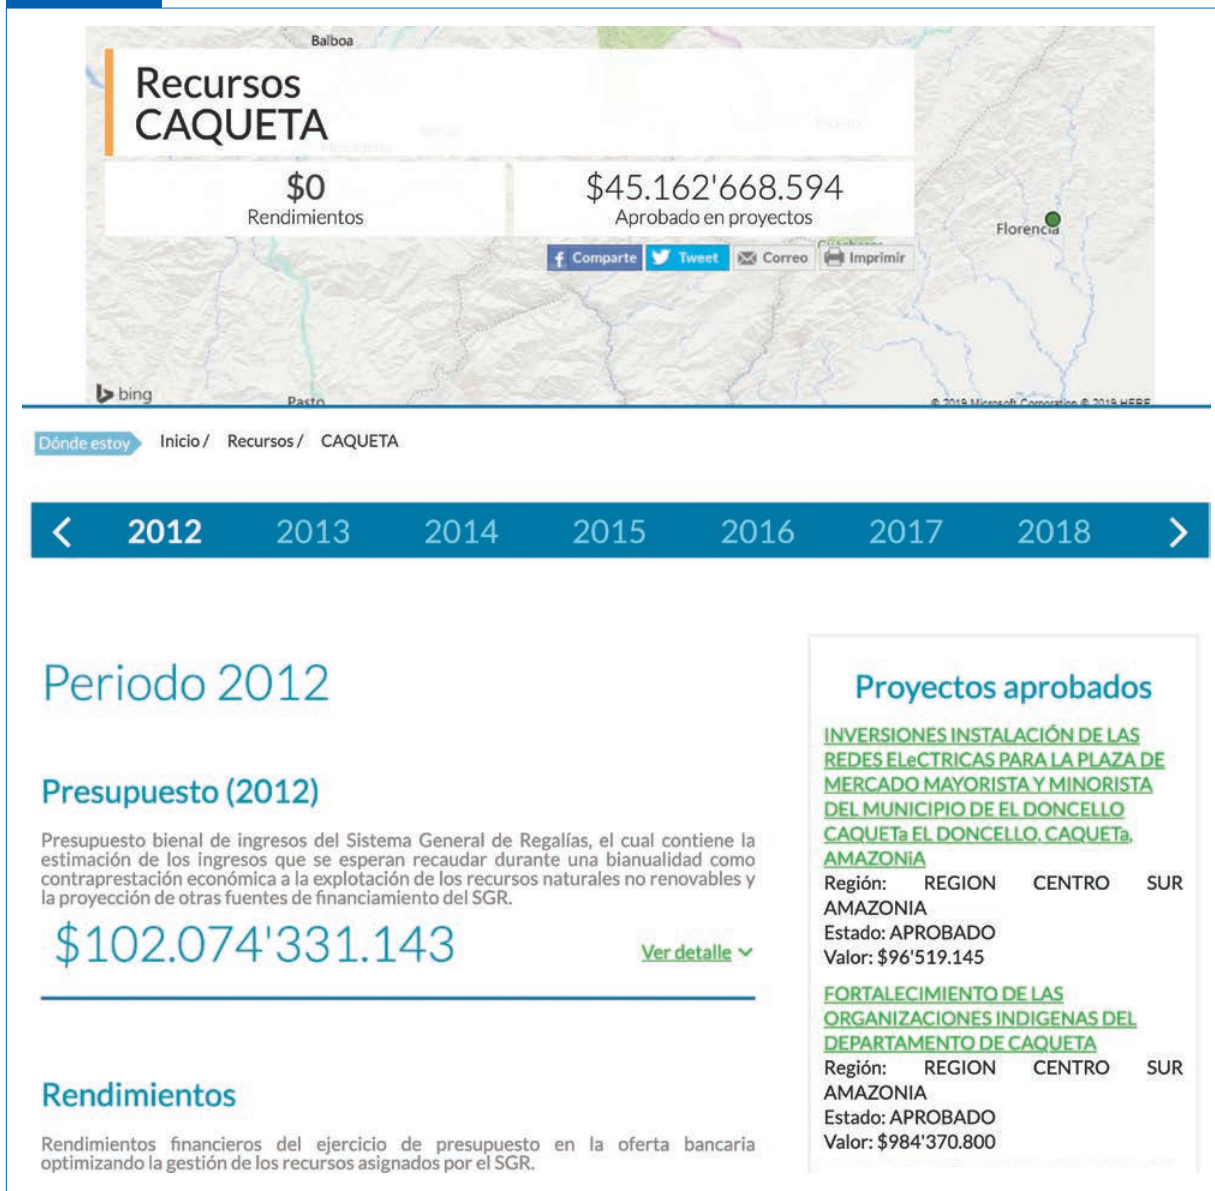 Balboa
Recursos
CAQUETA
$0
Rendimientos
$45.162'668.594
Aprobado en proyectos
Florencia
Comparte
Tweet
Correo
Imprimir
bing
Pasto
© 2019 Microsoft Corporation © 2019 HERE
Dónde estoy
Inicio / Recursos / CAQUETA
2012 2013 2014 2015 2016 2017 2018
Periodo 2012
Presupuesto (2012)
Presupuesto bienal de ingresos del Sistema General de Regalías, el cual contiene la
estimación de los ingresos que se esperan recaudar durante una bianualidad como
contraprestación económica a la explotación de los recursos naturales no renovables y
la proyección de otras fuentes de financiamiento del SGR.
$102.074'331.143
Ver detalle
Rendimientos
Rendimientos financieros del ejercicio de presupuesto en la oferta bancaria
optimizando la gestión de los recursos asignados por el SGR.
Proyectos aprobados
INVERSIONES INSTALACIÓN DE LAS
REDES ELeCTRICAS PARA LA PLAZA DE
MERCADO MAYORISTA Y MINORISTA
DEL MUNICIPIO DE EL DONCELLO
CAQUETa EL DONCELLO, CAQUETa,
AMAZONiA
Región: REGION CENTRO SUR
AMAZONIA
Estado: APROBADO
Valor: $96'519.145
FORTALECIMIENTO DE LAS
ORGANIZACIONES INDIGENAS DEL
DEPARTAMENTO DE CAQUETA
Región: REGION CENTRO SUR
AMAZONIA
Estado: APROBADO
Valor: $984'370.800